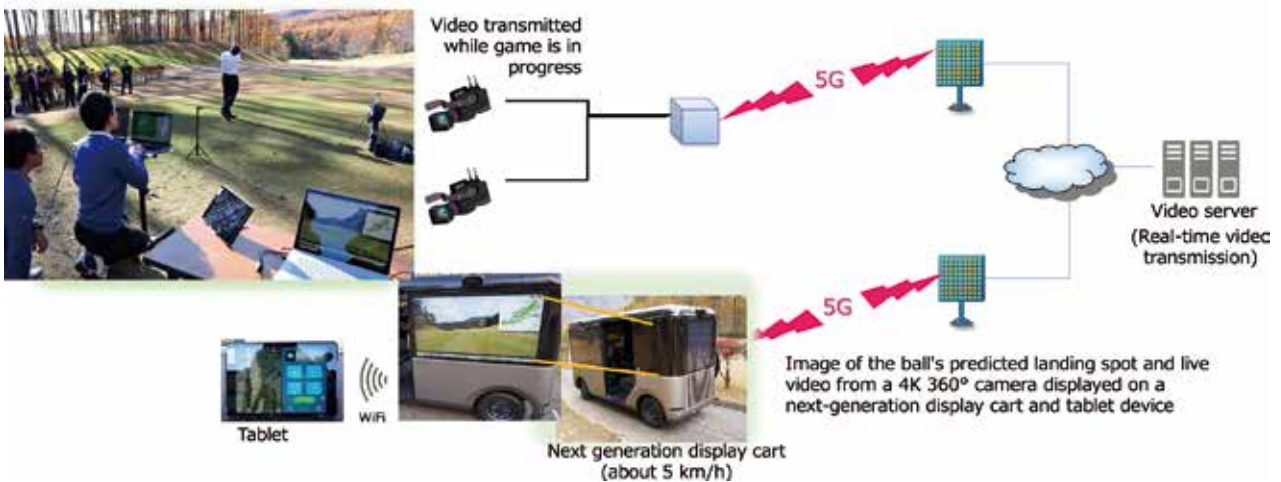 Video transmitted
while game is in
progress
5G
Video server
(Real-time video
transmission)
5G
Image of the ball's predicted landing spot and live
video from a 4K 360° camera displayed on a
next-generation display cart and tablet device
WiFi
Tablet
Next generation display cart
(about 5 km/h)